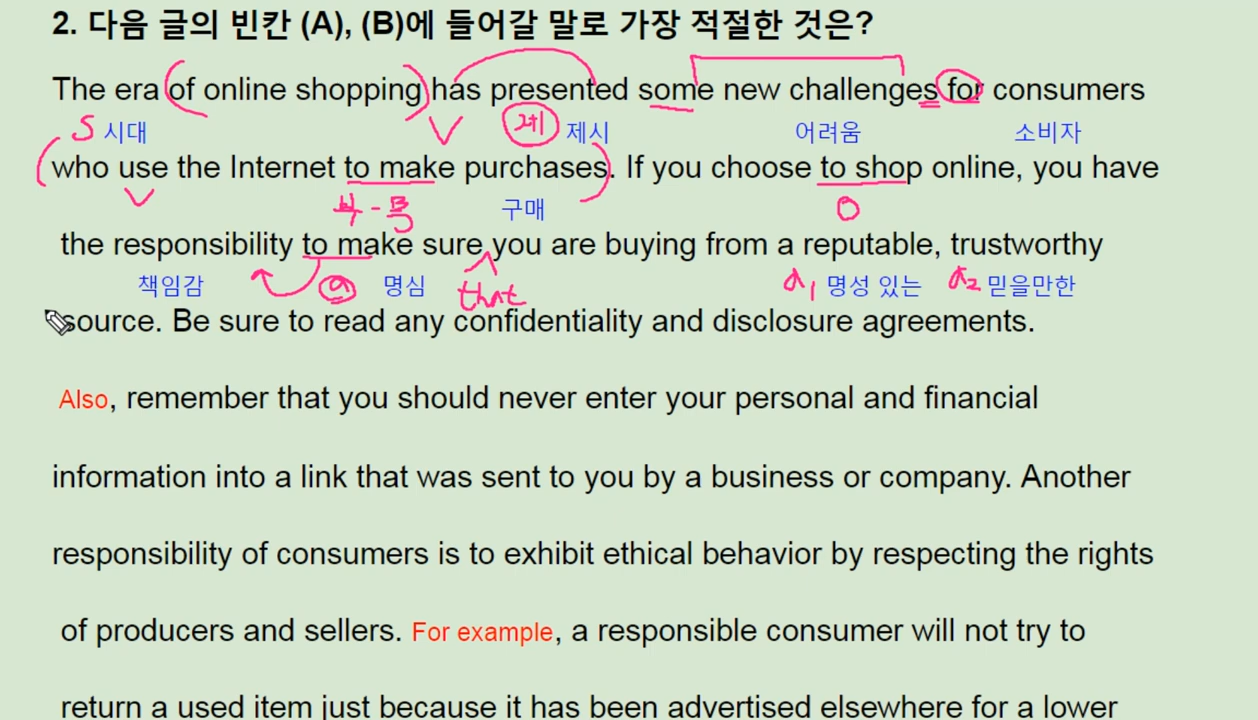 2. 다음 글의 빈칸 (A), (B)에 들어갈 말로 가장 적절한 것은?
The era of online shopping has presented some new challenges for consumers
S 시대 V 계 제시 어려움 소비자
who use the Internet to make purchases. If you choose to shop online, you have
V 부-목 구매 O
the responsibility to make sure you are buying from a reputable, trustworthy
책임감 명심 that 명성 있는 믿을만한
source. Be sure to read any confidentiality and disclosure agreements.
Also, remember that you should never enter your personal and financial
information into a link that was sent to you by a business or company. Another
responsibility of consumers is to exhibit ethical behavior by respecting the rights
of producers and sellers. For example, a responsible consumer will not try to
return a used item just because it has been advertised elsewhere for a lower